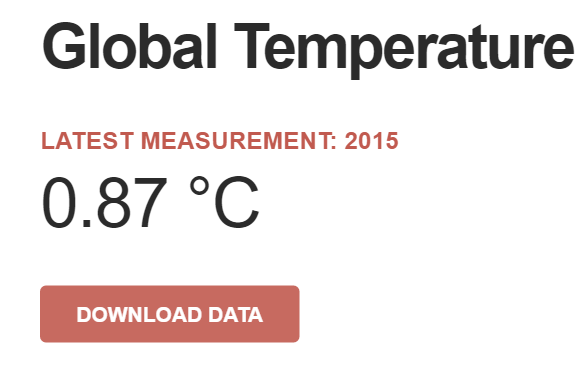 Global Temperature
LATEST MEASUREMENT: 2015
0.87 °C
DOWNLOAD DATA